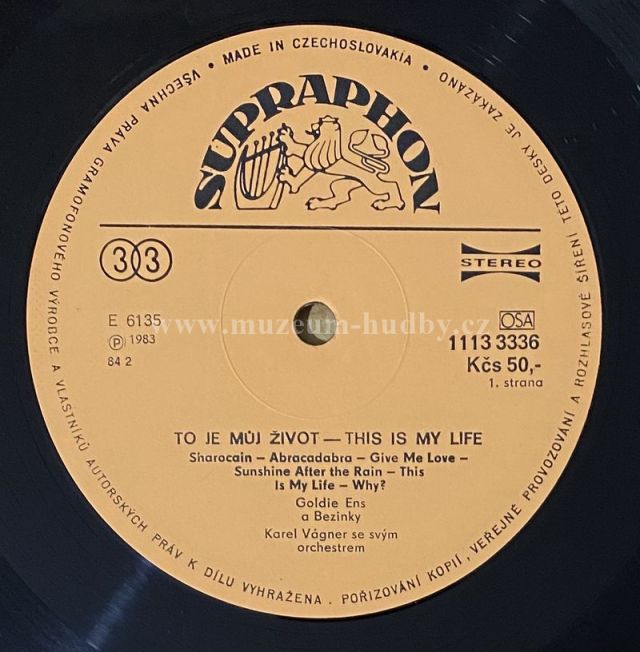 VŠECHNA PRÁVA GRAMOFONOVÉHO VÝROBCE A VLASTNÍKŮ AUTORSKÝCH PRÁV K DÍLU VYHRAŽENA. POŘIZOVÁNÍ KOPIÍ, VEŘEJNÉ PROVOZOVÁNÍ A ROZHLASOVÉ ŠÍŘENÍ TÉTO DESKY JE ZAKÁZÁNO
• MADE IN CZECHOSLOVAKIA •
SUPRAPHON
33
STEREO
E 6135
℗ 1983
84 2
www.muzeum-hudby.cz
OSA
1113 3336
Kčs 50,-
1. strana
TO JE MŮJ ŽIVOT — THIS IS MY LIFE
Sharocain – Abracadabra – Give Me Love –
Sunshine After the Rain – This
Is My Life – Why?
Goldie Ens
a Bezinky
Karel Vágner se svým
orchestrem